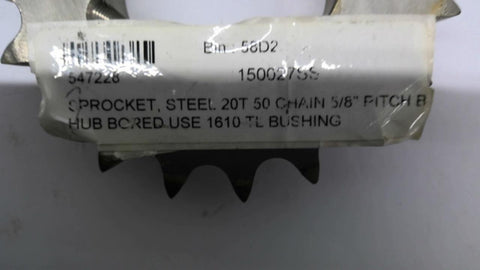 Bin : 58D2
547228
150027SS
SPROCKET, STEEL 20T 50 CHAIN 5/8" PITCH B
HUB BORED USE 1610 TL BUSHING